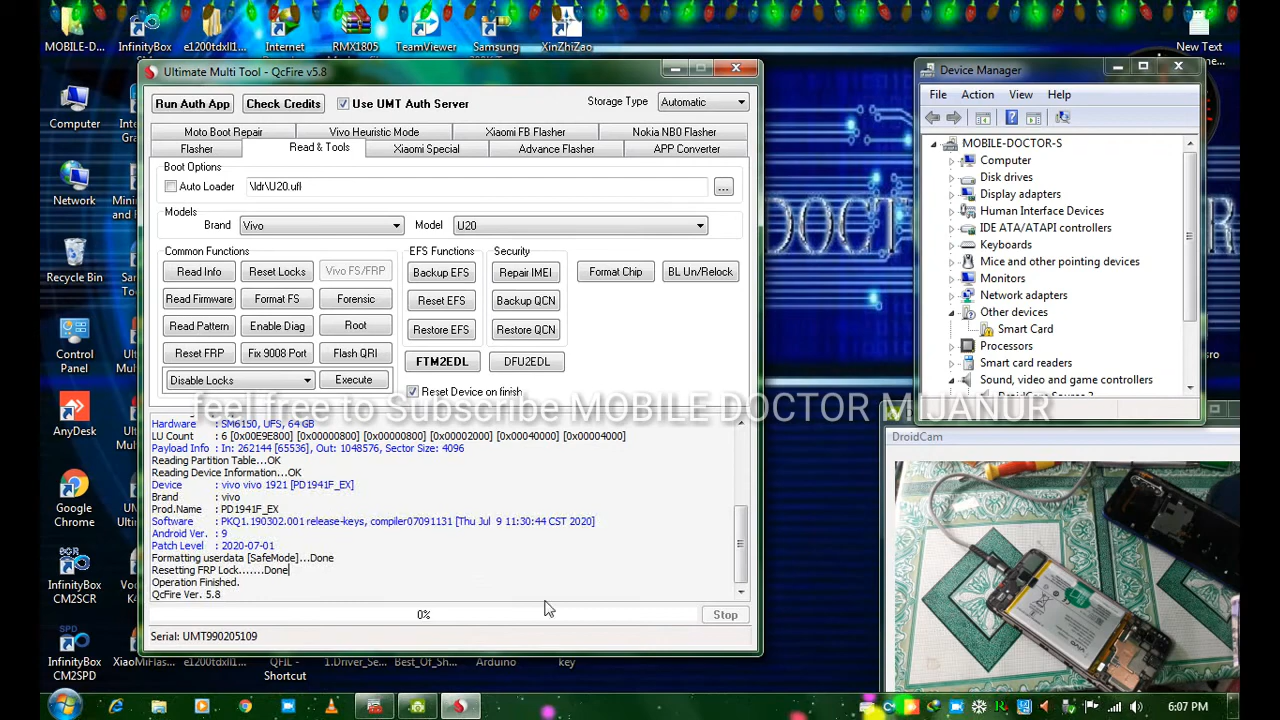 MOBILE-D...
InfinityBox
e1200tdxll1...
Internet
RMX1805
TeamViewer
Samsung
XinZhiZao
New Text
Ultimate Multi Tool - QcFire v5.8
Run Auth App
Check Credits
Use UMT Auth Server
Storage Type
Automatic
Moto Boot Repair
Vivo Heuristic Mode
Xiaomi FB Flasher
Nokia NB0 Flasher
Flasher
Read & Tools
Xiaomi Special
Advance Flasher
APP Converter
Boot Options
Auto Loader
\ldr\U20.ufl
...
Models
Brand
Vivo
Model
U20
Common Functions
EFS Functions
Security
Read Info
Reset Locks
Vivo FS/FRP
Backup EFS
Repair IMEI
Format Chip
BL Un/Relock
Read Firmware
Format FS
Forensic
Reset EFS
Backup QCN
Read Pattern
Enable Diag
Root
Restore EFS
Restore QCN
Reset FRP
Fix 9008 Port
Flash QRI
FTM2EDL
DFU2EDL
Disable Locks
Execute
Reset Device on finish
feel free to Subscribe MOBILE DOCTOR MIJANUR
Hardware : SM6150, UFS, 64 GB
LU Count : 6 [0x00E9E800] [0x00000800] [0x00000800] [0x00002000] [0x00040000] [0x00004000]
Payload Info : In: 262144 [65536], Out: 1048576, Sector Size: 4096
Reading Partition Table...OK
Reading Device Information...OK
Device : vivo vivo 1921 [PD1941F_EX]
Brand : vivo
Prod.Name : PD1941F_EX
Software : PKQ1.190302.001 release-keys, compiler07091131 [Thu Jul 9 11:30:44 CST 2020]
Android Ver. : 9
Patch Level : 2020-07-01
Formatting userdata [SafeMode]...Done
Resetting FRP Lock.......Done
Operation Finished.
QcFire Ver. 5.8
0%
Stop
Serial: UMT990205109
Device Manager
File
Action
View
Help
MOBILE-DOCTOR-S
Computer
Disk drives
Display adapters
Human Interface Devices
IDE ATA/ATAPI controllers
Keyboards
Mice and other pointing devices
Monitors
Network adapters
Other devices
Smart Card
Processors
Smart card readers
Sound, video and game controllers
DroidCam
vivo
Computer
Network
Recycle Bin
Control
Panel
AnyDesk
Google
Chrome
InfinityBox
CM2SCR
SPD
InfinityBox
CM2SPD
XiaoMiFlas...
e1200tdxll1...
QFIL -
Shortcut
1.Driver_Se...
Best_Of_Sh...
Arduino
key
6:07 PM